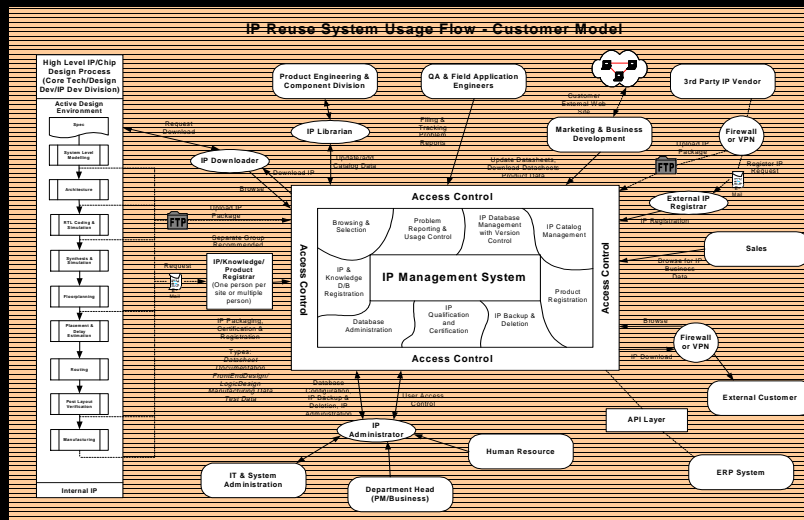 IP Reuse System Usage Flow - Customer Model
High Level IP/Chip
Design Process
(Core Tech/Design
Dev/IP Dev Division)
Active Design
Environment
Spec
System Level
Modelling
Architecture
RTL Coding &
Simulation
Synthesis &
Simulation
Floorplanning
Placement &
Delay
Estimation
Routing
Post Layout
Verification
Manufacturing
Internal IP
Product Engineering &
Component Division
QA & Field Application
Engineers
Customer
External Web
Site
3rd Party IP Vendor
Request
Download
IP Downloader
IP Librarian
Filing &
Tracking
Problem
Reports
Marketing & Business
Development
Firewall
or VPN
Upload IP
Package
FTP
Register IP
Request
Mail
Download IP
Browse
Update/add
Catalog Data
Update Datasheets,
Download Datasheets
Product Data
External IP
Registrar
IP Registration
Upload IP
Package
FTP
Separate Group
Recommended
Request
Mail
IP/Knowledge/
Product
Registrar
(One person per
site or multiple
person)
IP Packaging,
Certification &
Registration
Types:
Datasheet
Documentation
FrontEndDesign/
LogicDesign
Manufacturing Data
Test Data
Access Control
Access Control
Access Control
Access Control
Browsing &
Selection
Problem
Reporting &
Usage Control
IP Database
Management
with Version
Control
IP Catalog
Management
IP &
Knowledge
D/B
Registration
IP Management System
Product
Registration
Database
Administration
IP
Qualification
and
Certification
IP Backup &
Deletion
Sales
Browse for IP
Business
Data
Browse
IP Download
Firewall
or VPN
External Customer
Database
Configuration,
IP Backup &
Deletion, IP
Administration
User Access
Control
IP
Administrator
API Layer
Human Resource
ERP System
IT & System
Administration
Department Head
(PM/Business)